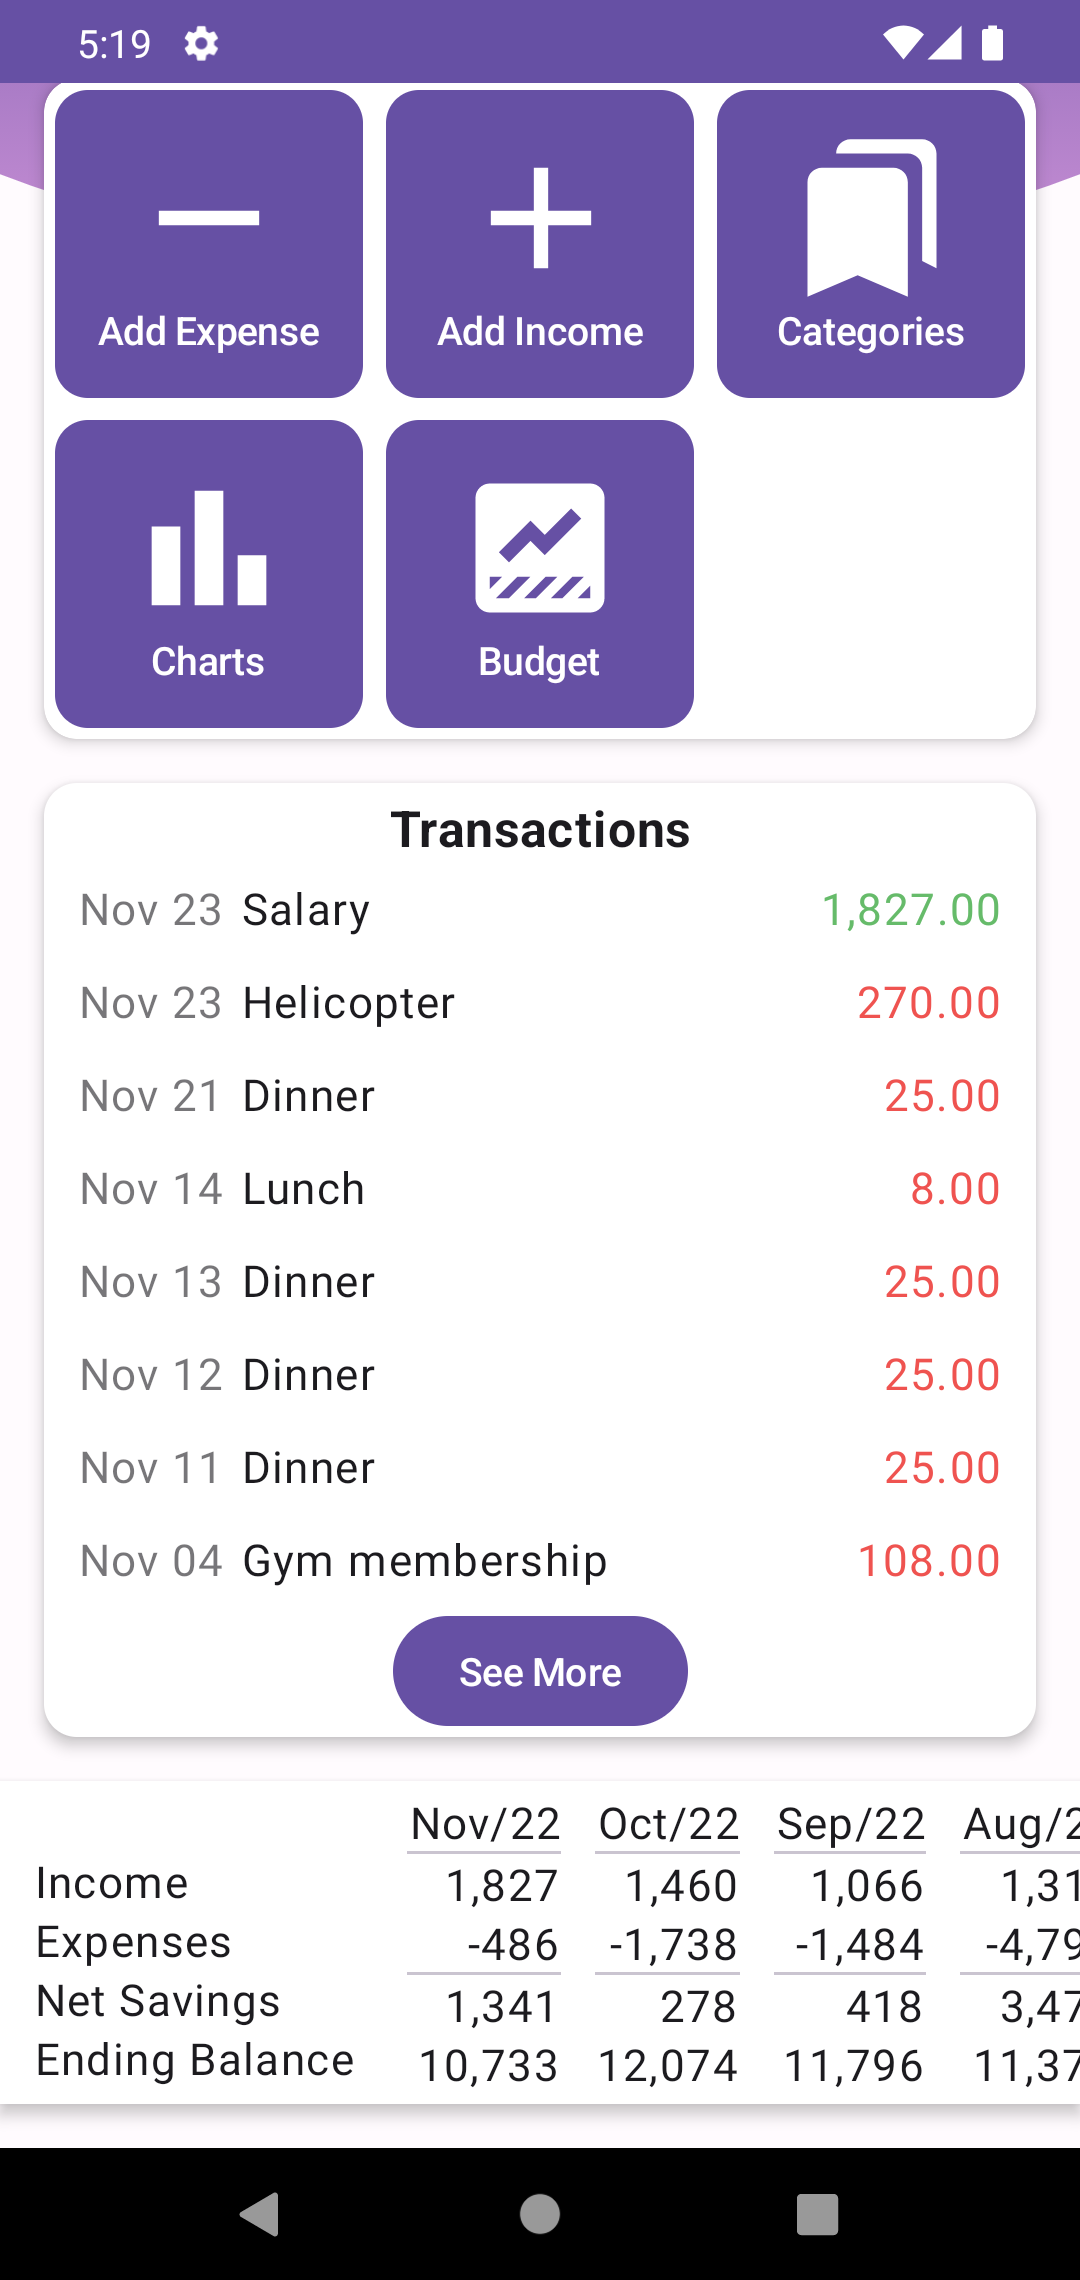 5:19
Add Expense Add Income Categories
Charts Budget
Transactions
Nov 23 Salary 1,827.00
Nov 23 Helicopter 270.00
Nov 21 Dinner 25.00
Nov 14 Lunch 8.00
Nov 13 Dinner 25.00
Nov 12 Dinner 25.00
Nov 11 Dinner 25.00
Nov 04 Gym membership 108.00
See More
Nov/22 Oct/22 Sep/22 Aug/2
Income 1,827 1,460 1,066 1,31
Expenses -486 -1,738 -1,484 -4,79
Net Savings 1,341 278 418 3,47
Ending Balance 10,733 12,074 11,796 11,37